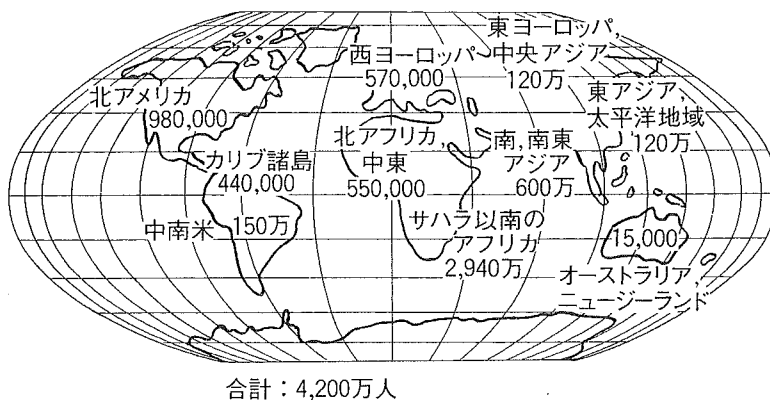 東ヨーロッパ,
中央アジア
120万
西ヨーロッパ
570,000
北アメリカ
980,000
東アジア,
太平洋地域
120万
北アフリカ,
中東
550,000
南,南東
アジア
600万
カリブ諸島
440,000
中南米
150万
サハラ以南の
アフリカ
2,940万
15,000
オーストラリア,
ニュージーランド
合計：4,200万人